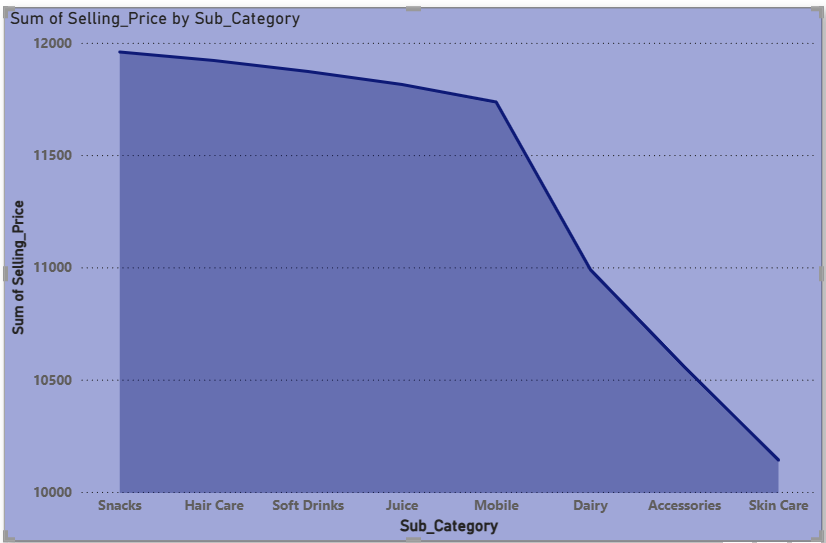 Sum of Selling_Price by Sub_Category
12000
11500
11000
10500
10000
Sum of Selling_Price
Snacks Hair Care Soft Drinks Juice Mobile Dairy Accessories Skin Care
Sub_Category